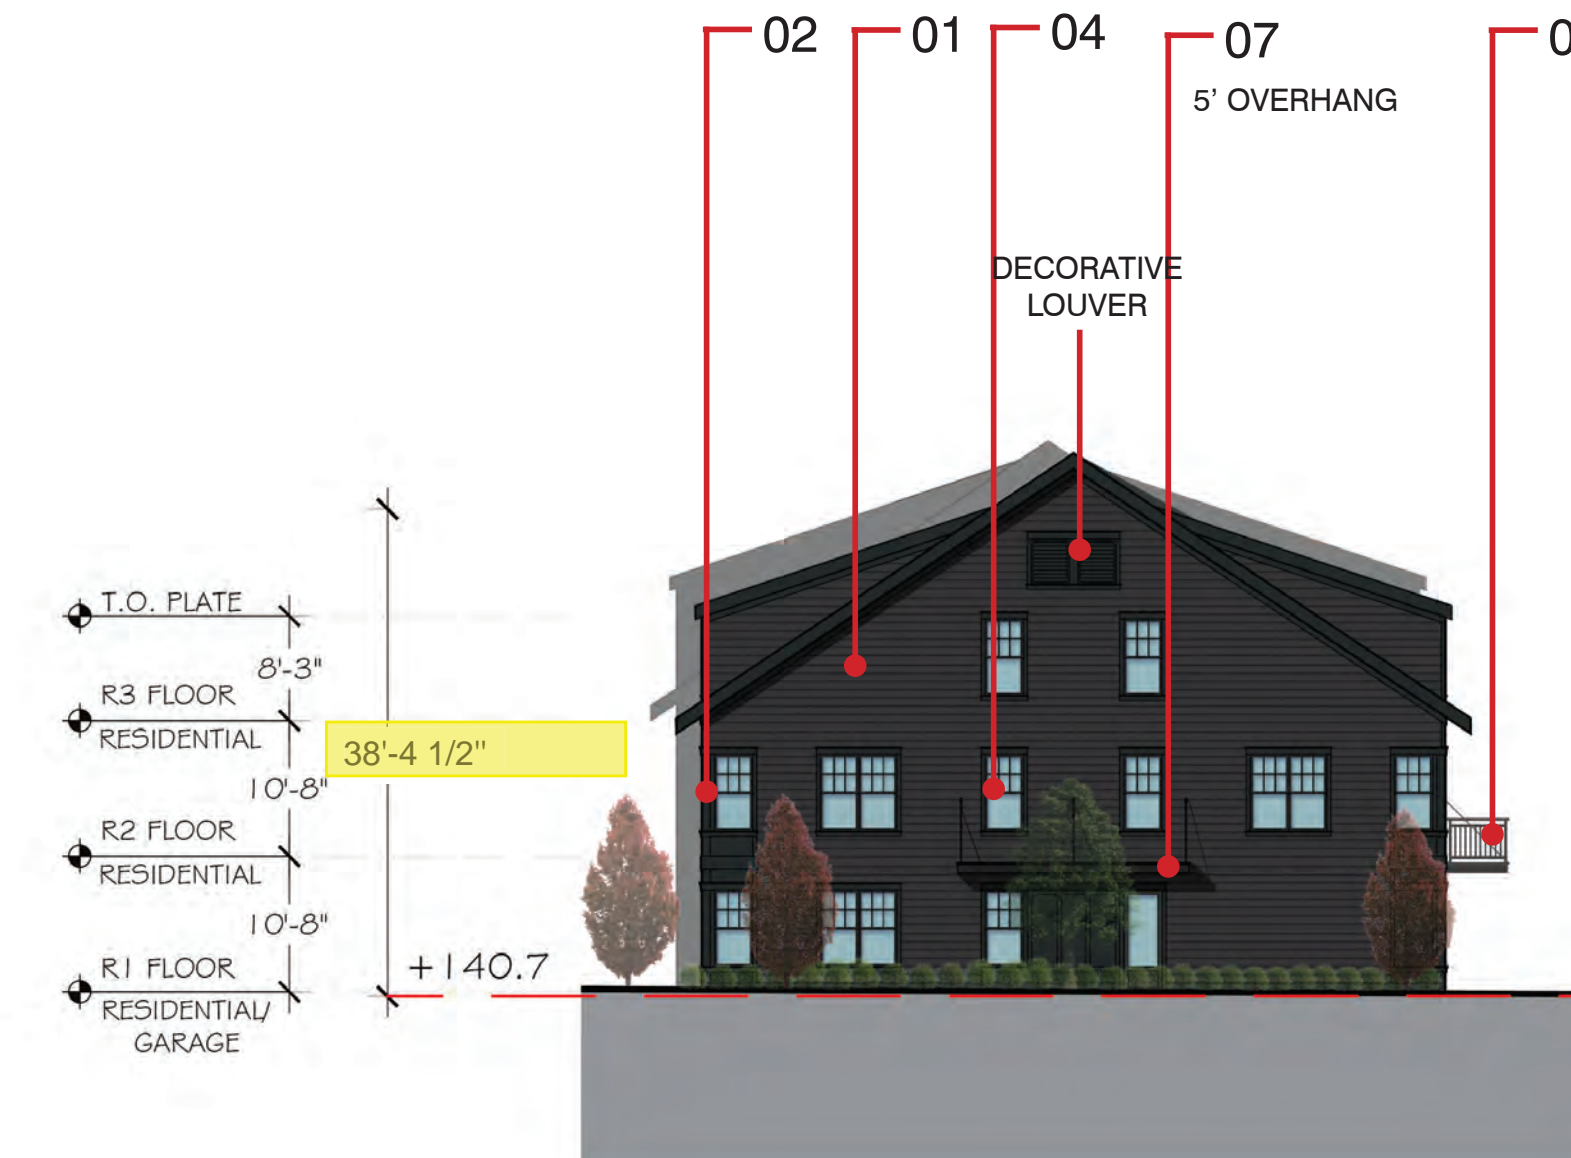 02
01
04
07
0
5' OVERHANG
DECORATIVE
LOUVER
T.O. PLATE
8'-3"
R3 FLOOR
RESIDENTIAL
38'-4 1/2"
10'-8"
R2 FLOOR
RESIDENTIAL
10'-8"
R1 FLOOR
+140.7
RESIDENTIAL/
GARAGE